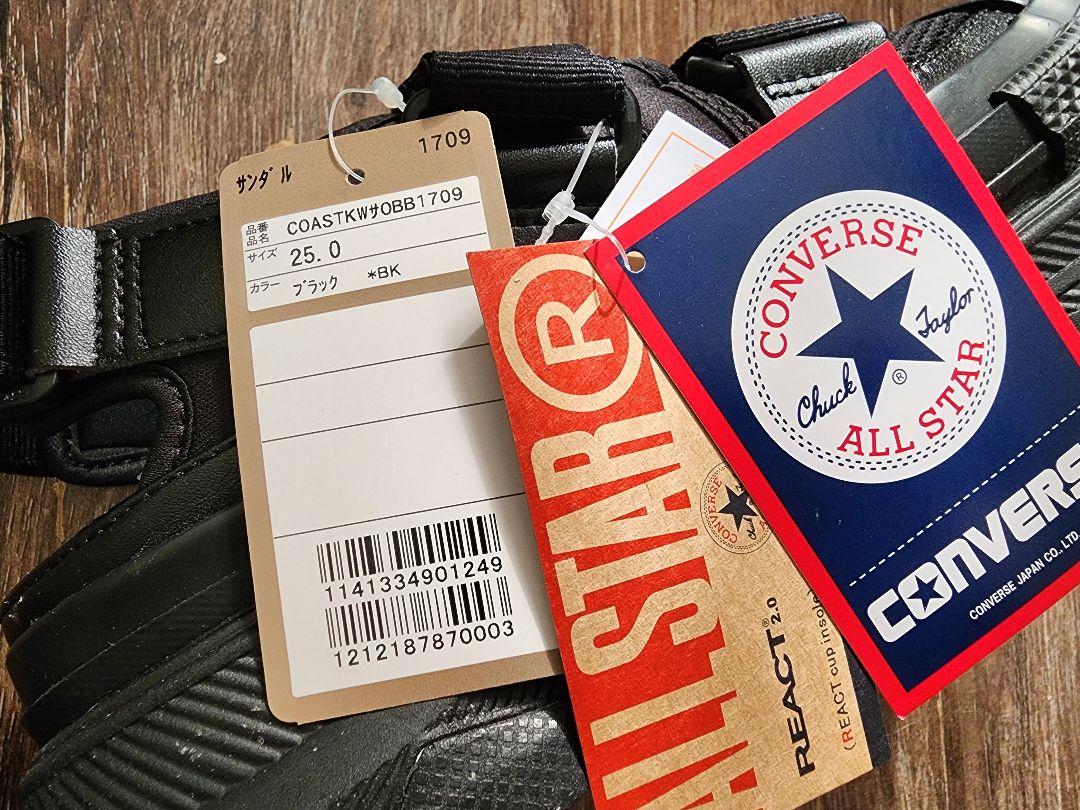 1709
サンダル
品番
品名
COASTKWサOBB1709
サイズ
25.0
カラー
ブラック *BK
1141334901249
1212187870003
ALLSTAR
R
CONVERSE
REACT® 2.0
(REACT cup insole)
CONVERSE
Chuck Taylor
®
ALL STAR
CONVERSE
CONVERSE JAPAN CO., LTD.